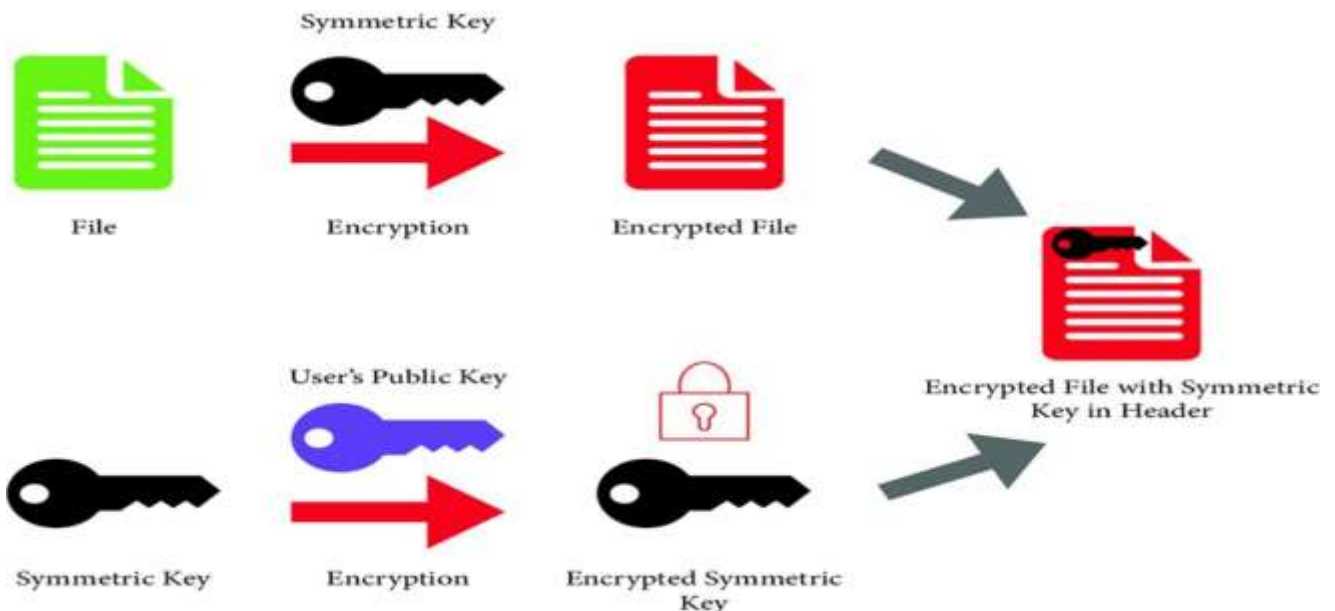 Symmetric Key
File
Encryption
Encrypted File
User's Public Key
Encrypted File with Symmetric
Key in Header
Symmetric Key
Encryption
Encrypted Symmetric
Key